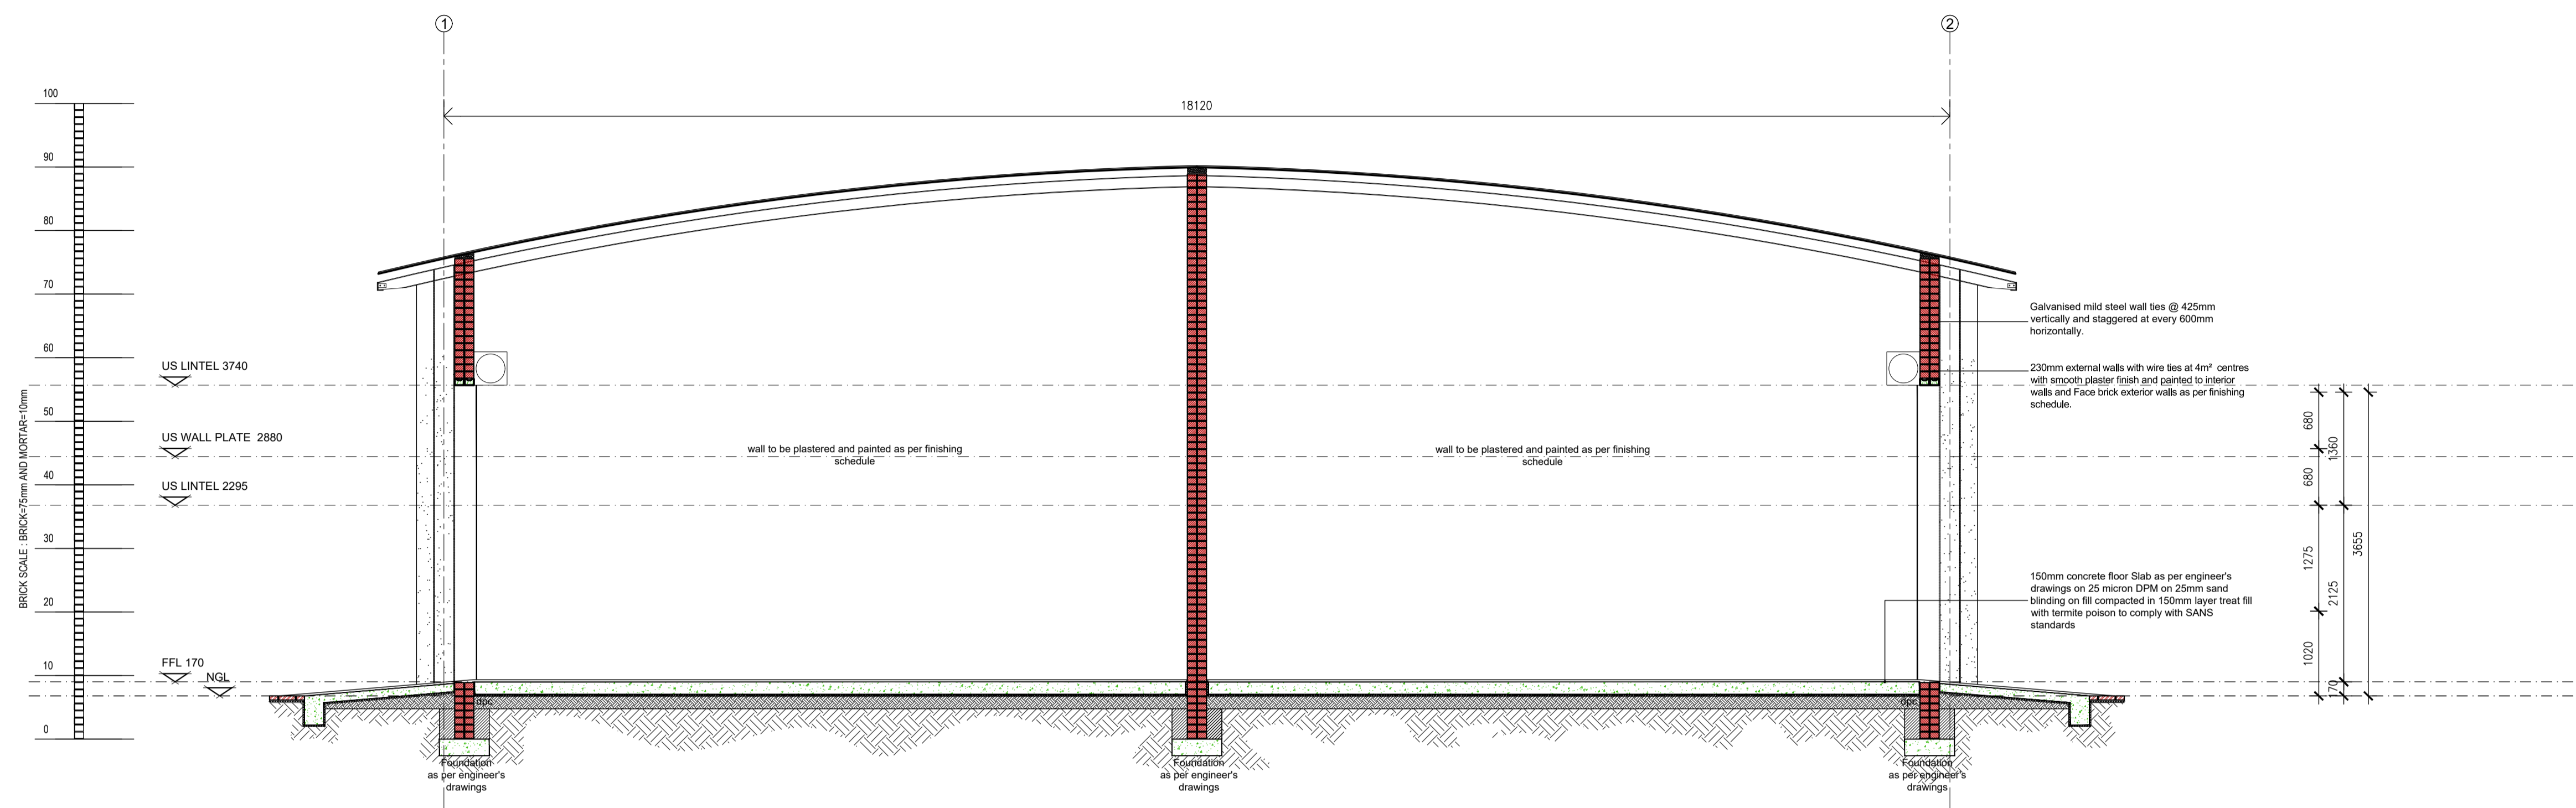 1
2
18120
100
90
80
70
60
50
40
30
20
10
0
BRICK SCALE : BRICK=75mm AND MORTAR=10mm
US LINTEL 3740
US WALL PLATE 2880
US LINTEL 2295
FFL 170
NGL
wall to be plastered and painted as per finishing
schedule
wall to be plastered and painted as per finishing
schedule
Galvanised mild steel wall ties @ 425mm
vertically and staggered at every 600mm
horizontally.
230mm external walls with wire ties at 4m² centres
with smooth plaster finish and painted to interior
walls and Face brick exterior walls as per finishing
schedule.
150mm concrete floor Slab as per engineer's
drawings on 25 micron DPM on 25mm sand
blinding on fill compacted in 150mm layer treat fill
with termite poison to comply with SANS
standards
680
680
1275
1020
1360
2125
170
3655
dpc
dpc
Foundation
as per engineer's
drawings
Foundation
as per engineer's
drawings
Foundation
as per engineer's
drawings